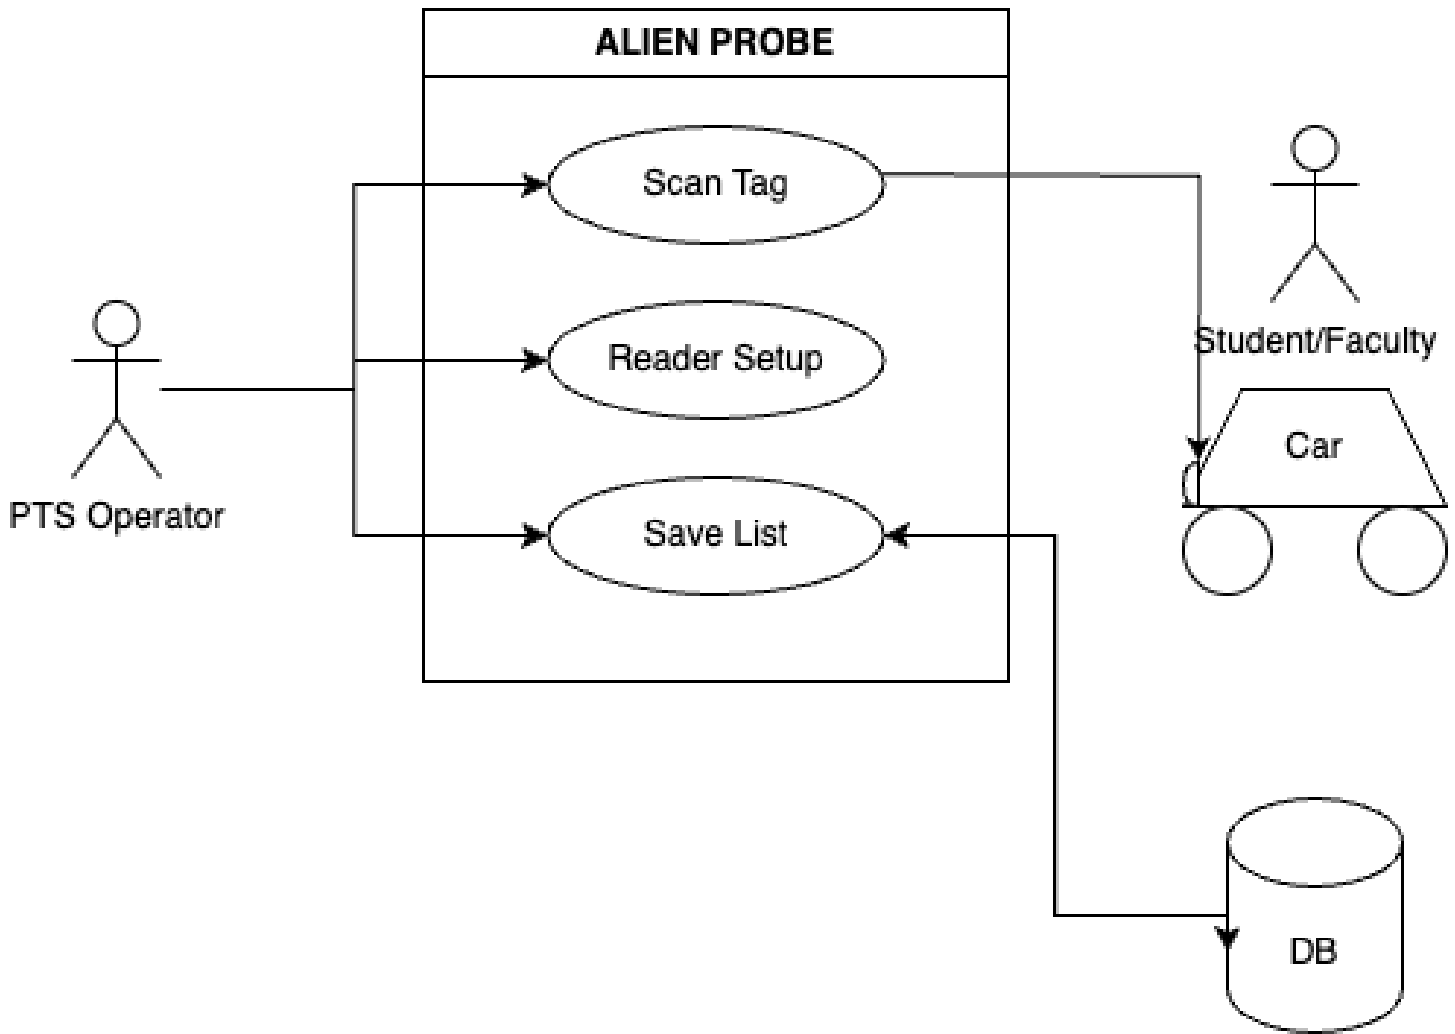 ALIEN PROBE
Scan Tag
Reader Setup
Save List
PTS Operator
Student/Faculty
Car
DB